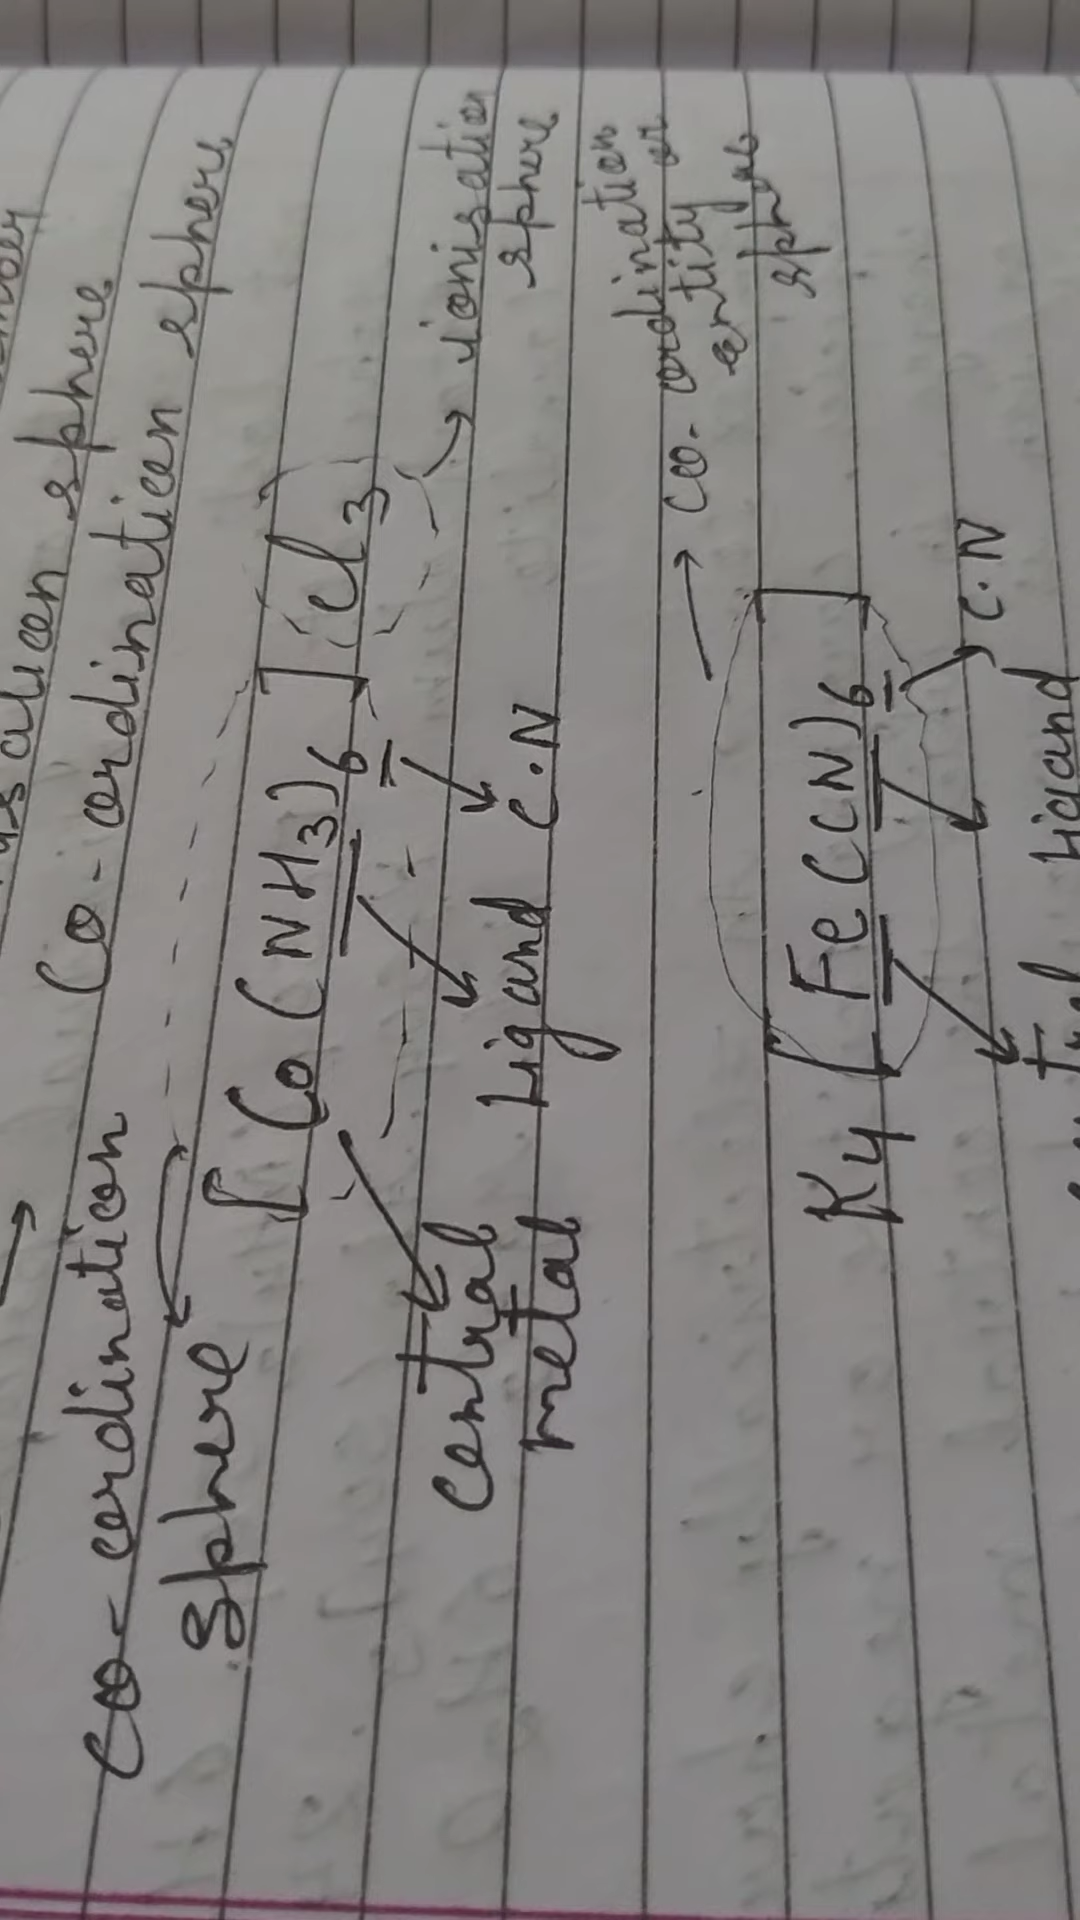 sphere
Co-ordination Co-ordination sphere
Sphere
[Co(NH3)6]Cl3
ionisation
sphere
central Ligand C.N
metal
co-ordination
entity or
sphere
K4[Fe(CN)6]
C.N
Ligand